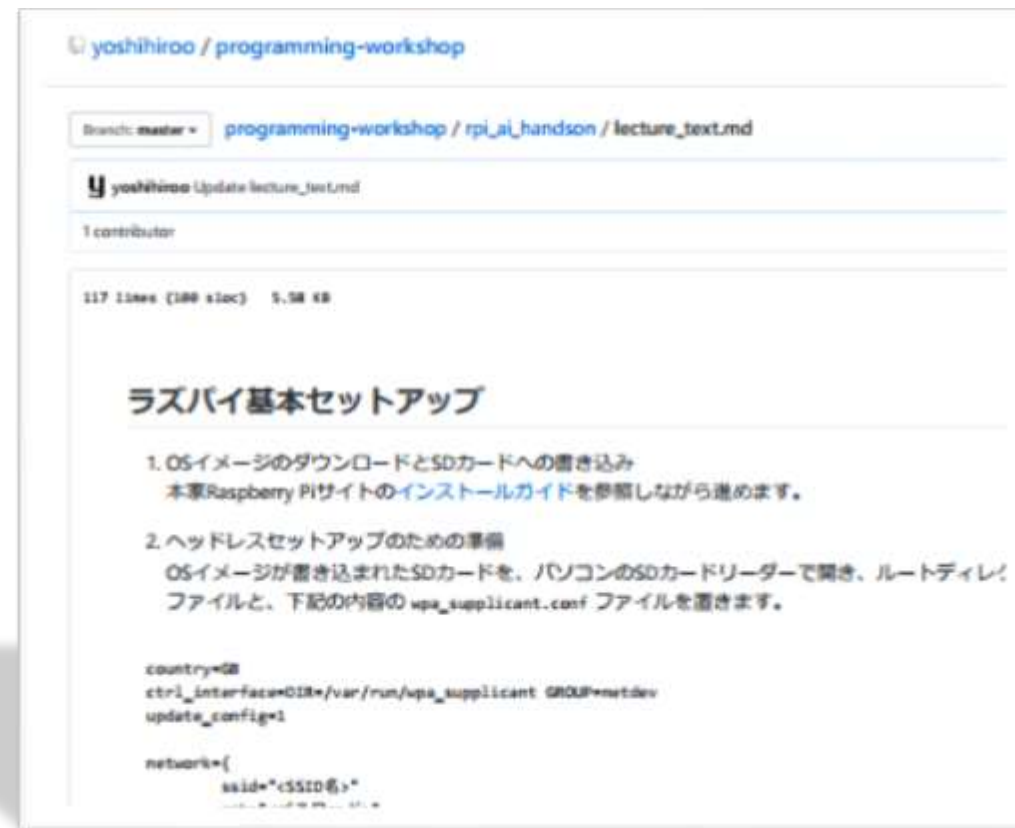 yoshihiroo / programming-workshop
Branch: master programming-workshop / rpi_ai_handson / lecture_text.md
yoshihiroo Update lecture_text.md
1 contributor
117 lines (100 sloc) 5.58 KB
ラズパイ基本セットアップ
1. OSイメージのダウンロードとSDカードへの書き込み
本家Raspberry Piサイトのインストールガイドを参照しながら進めます。
2. ヘッドレスセットアップのための準備
OSイメージが書き込まれたSDカードを、パソコンのSDカードリーダーで開き、ルートディレク
ファイルと、下記の内容の wpa_supplicant.conf ファイルを置きます。
country=GB
ctrl_interface=DIR=/var/run/wpa_supplicant GROUP=netdev
update_config=1
network={
ssid="<SSID名>"